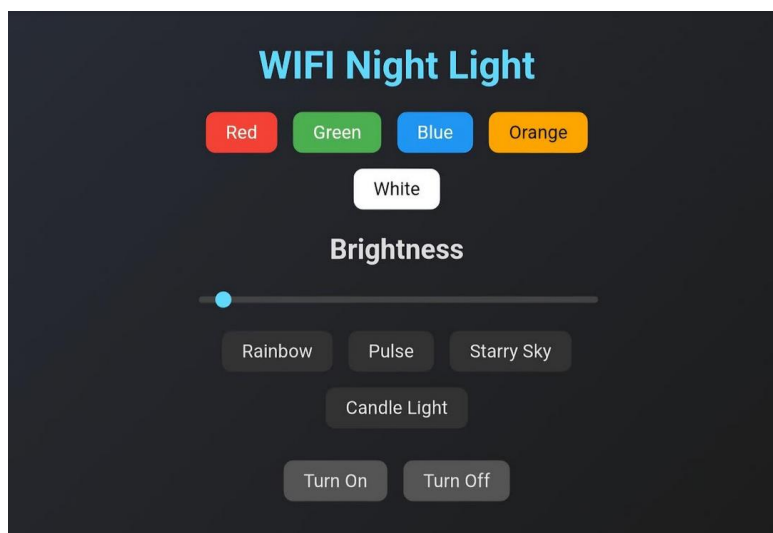 WIFI Night Light
Red Green Blue Orange
White
Brightness
Rainbow Pulse Starry Sky
Candle Light
Turn On Turn Off